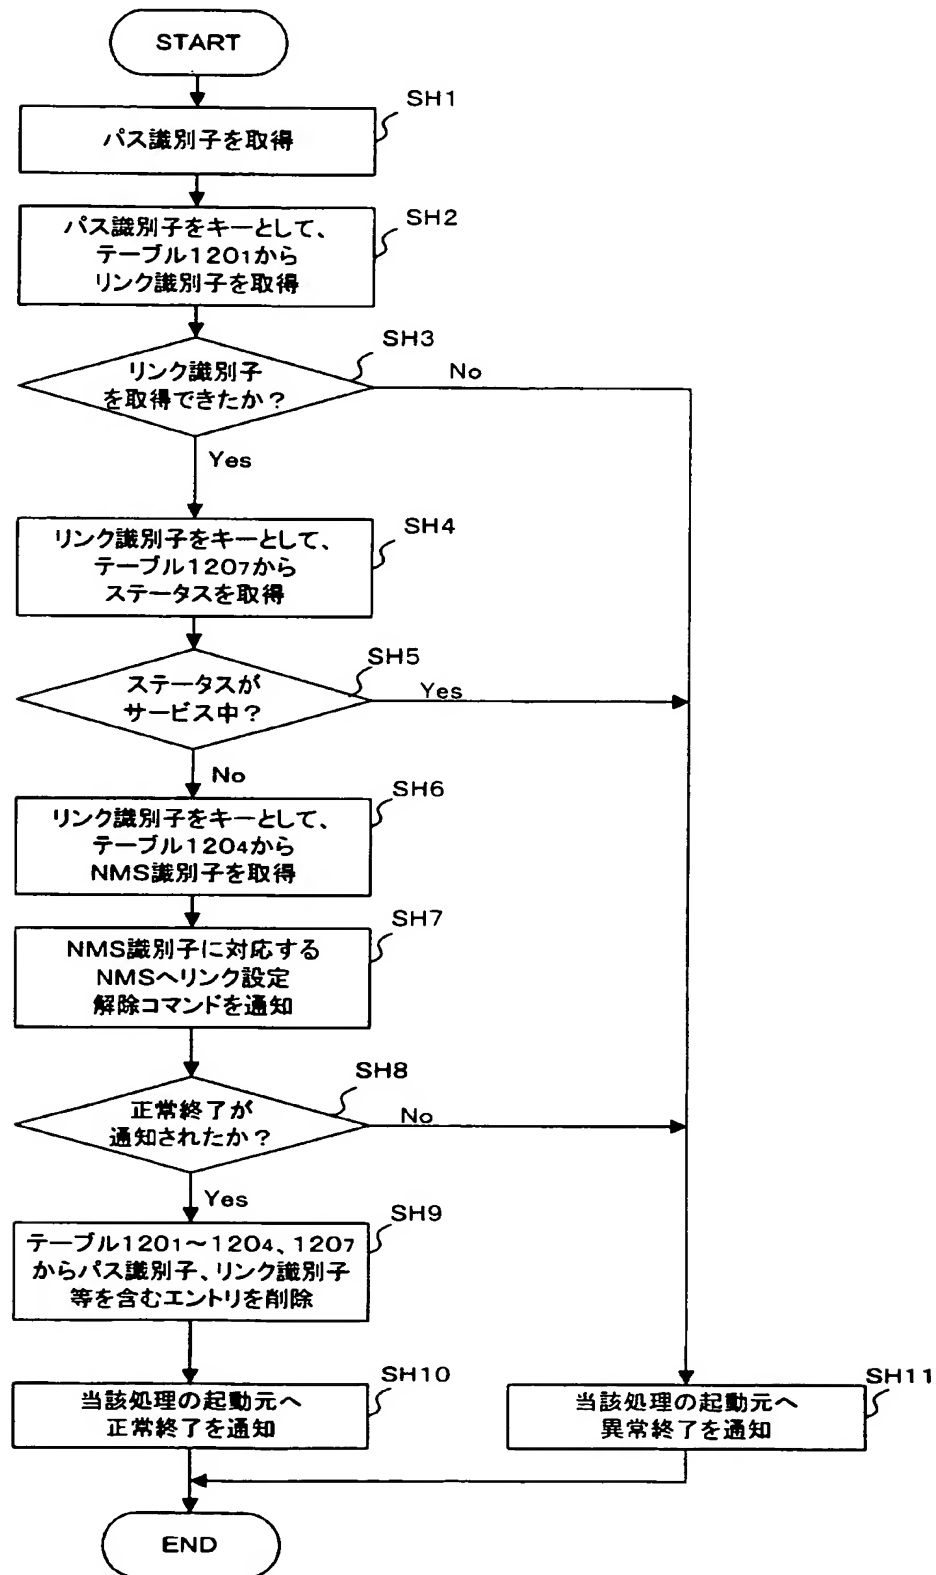 START
SH1
パス識別子を取得
SH2
パス識別子をキーとして、
テーブル1201から
リンク識別子を取得
SH3
リンク識別子
を取得できたか？
No
Yes
SH4
リンク識別子をキーとして、
テーブル1207から
ステータスを取得
SH5
ステータスが
サービス中？
Yes
No
SH6
リンク識別子をキーとして、
テーブル1204から
NMS識別子を取得
SH7
NMS識別子に対応する
NMSへリンク設定
解除コマンドを通知
SH8
正常終了が
通知されたか？
No
Yes
SH9
テーブル1201～1204、1207
からパス識別子、リンク識別子
等を含むエントリを削除
SH10
当該処理の起動元へ
正常終了を通知
SH11
当該処理の起動元へ
異常終了を通知
END